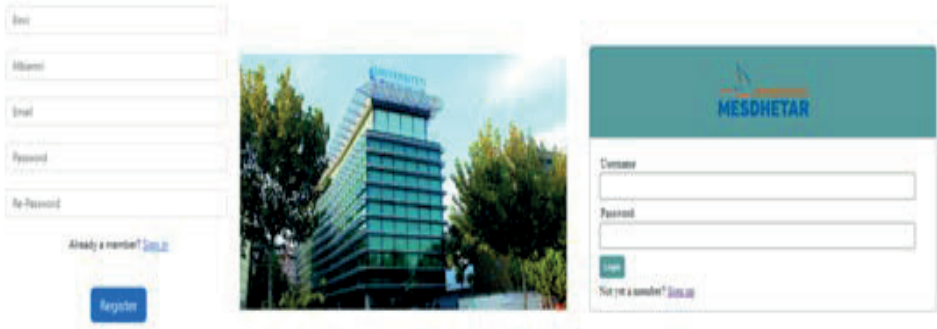 Emri
Mbiemri
Email
Password
Re-Password
Already a member? Sign in
Register
UNIVERSITETI
MESDHETAR
Username
Password
Login
Not yet a member? Sign up